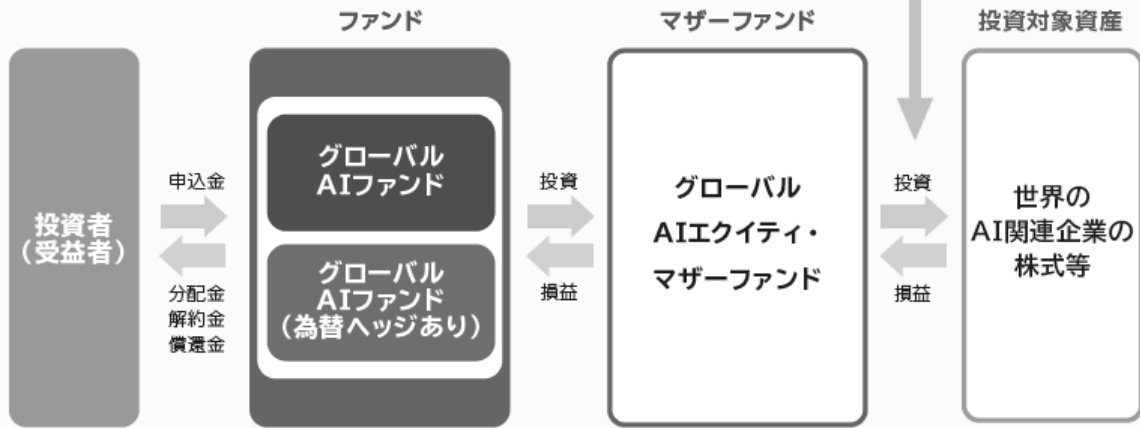 ファンド
マザーファンド
投資対象資産
投資者
（受益者）
申込金
分配金
解約金
償還金
グローバル
AIファンド
グローバル
AIファンド
（為替ヘッジあり）
投資
損益
グローバル
AIエクイティ・
マザーファンド
投資
損益
世界の
AI関連企業の
株式等